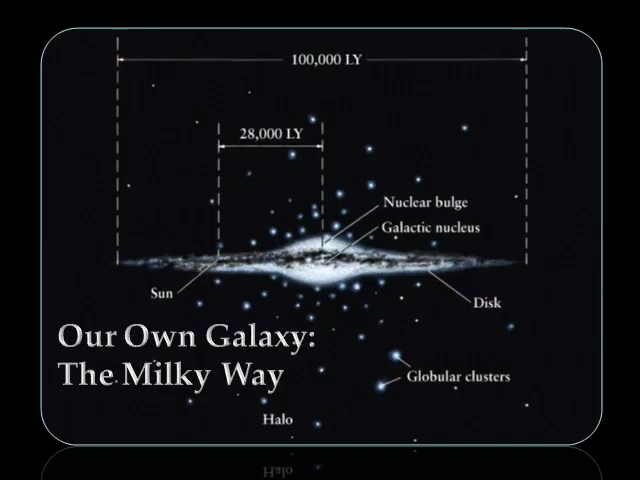 100,000 LY
28,000 LY
Nuclear bulge
Galactic nucleus
Sun
Disk
Our Own Galaxy:
The Milky Way
Globular clusters
Halo
Halo